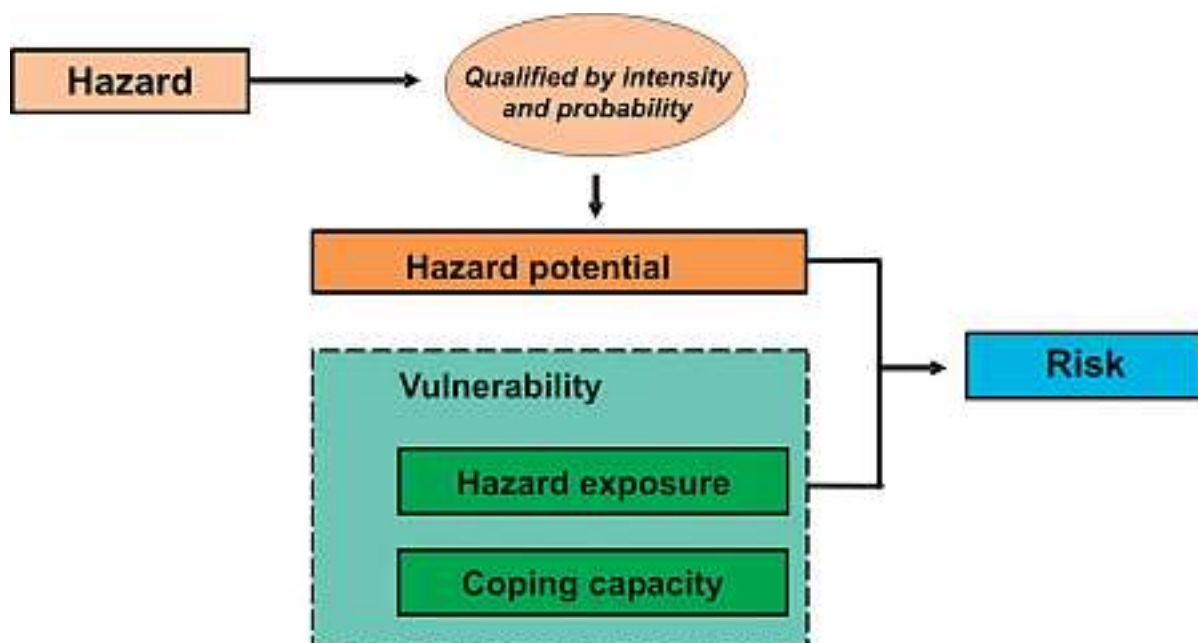 Hazard
Qualified by intensity
and probability
Hazard potential
Vulnerability
Risk
Hazard exposure
Coping capacity